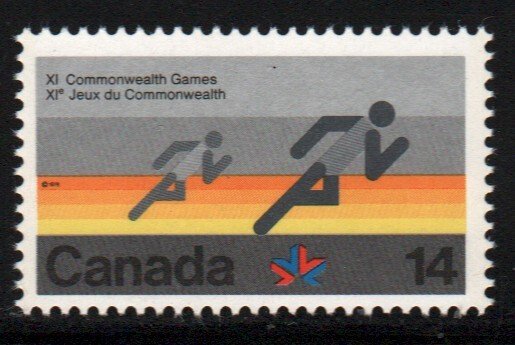 XI Commonwealth Games
XIe Jeux du Commonwealth
Canada 14